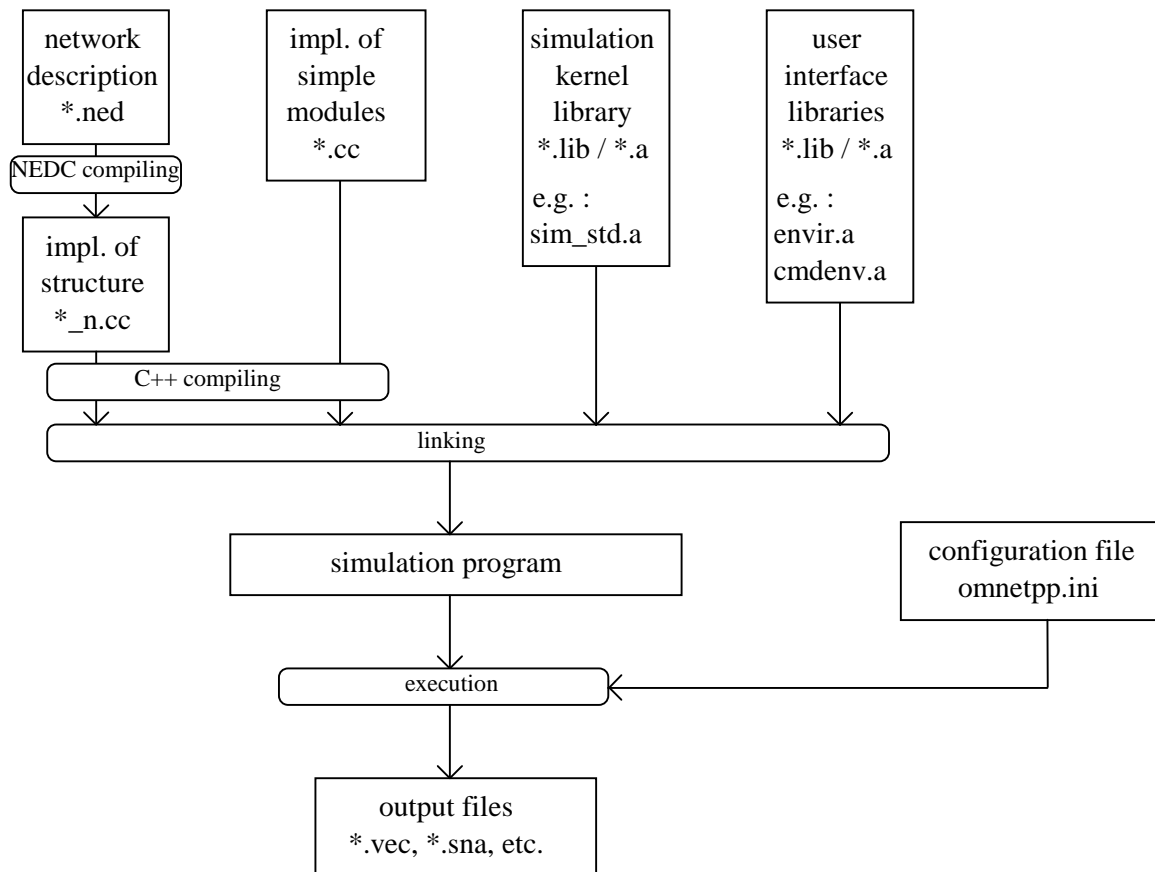 network
description
*.ned
impl. of
simple
modules
*.cc
simulation
kernel
library
*.lib / *.a
e.g. :
sim_std.a
user
interface
libraries
*.lib / *.a
e.g. :
envir.a
cmdenv.a
NEDC compiling
impl. of
structure
*_n.cc
C++ compiling
linking
simulation program
configuration file
omnetpp.ini
execution
output files
*.vec, *.sna, etc.